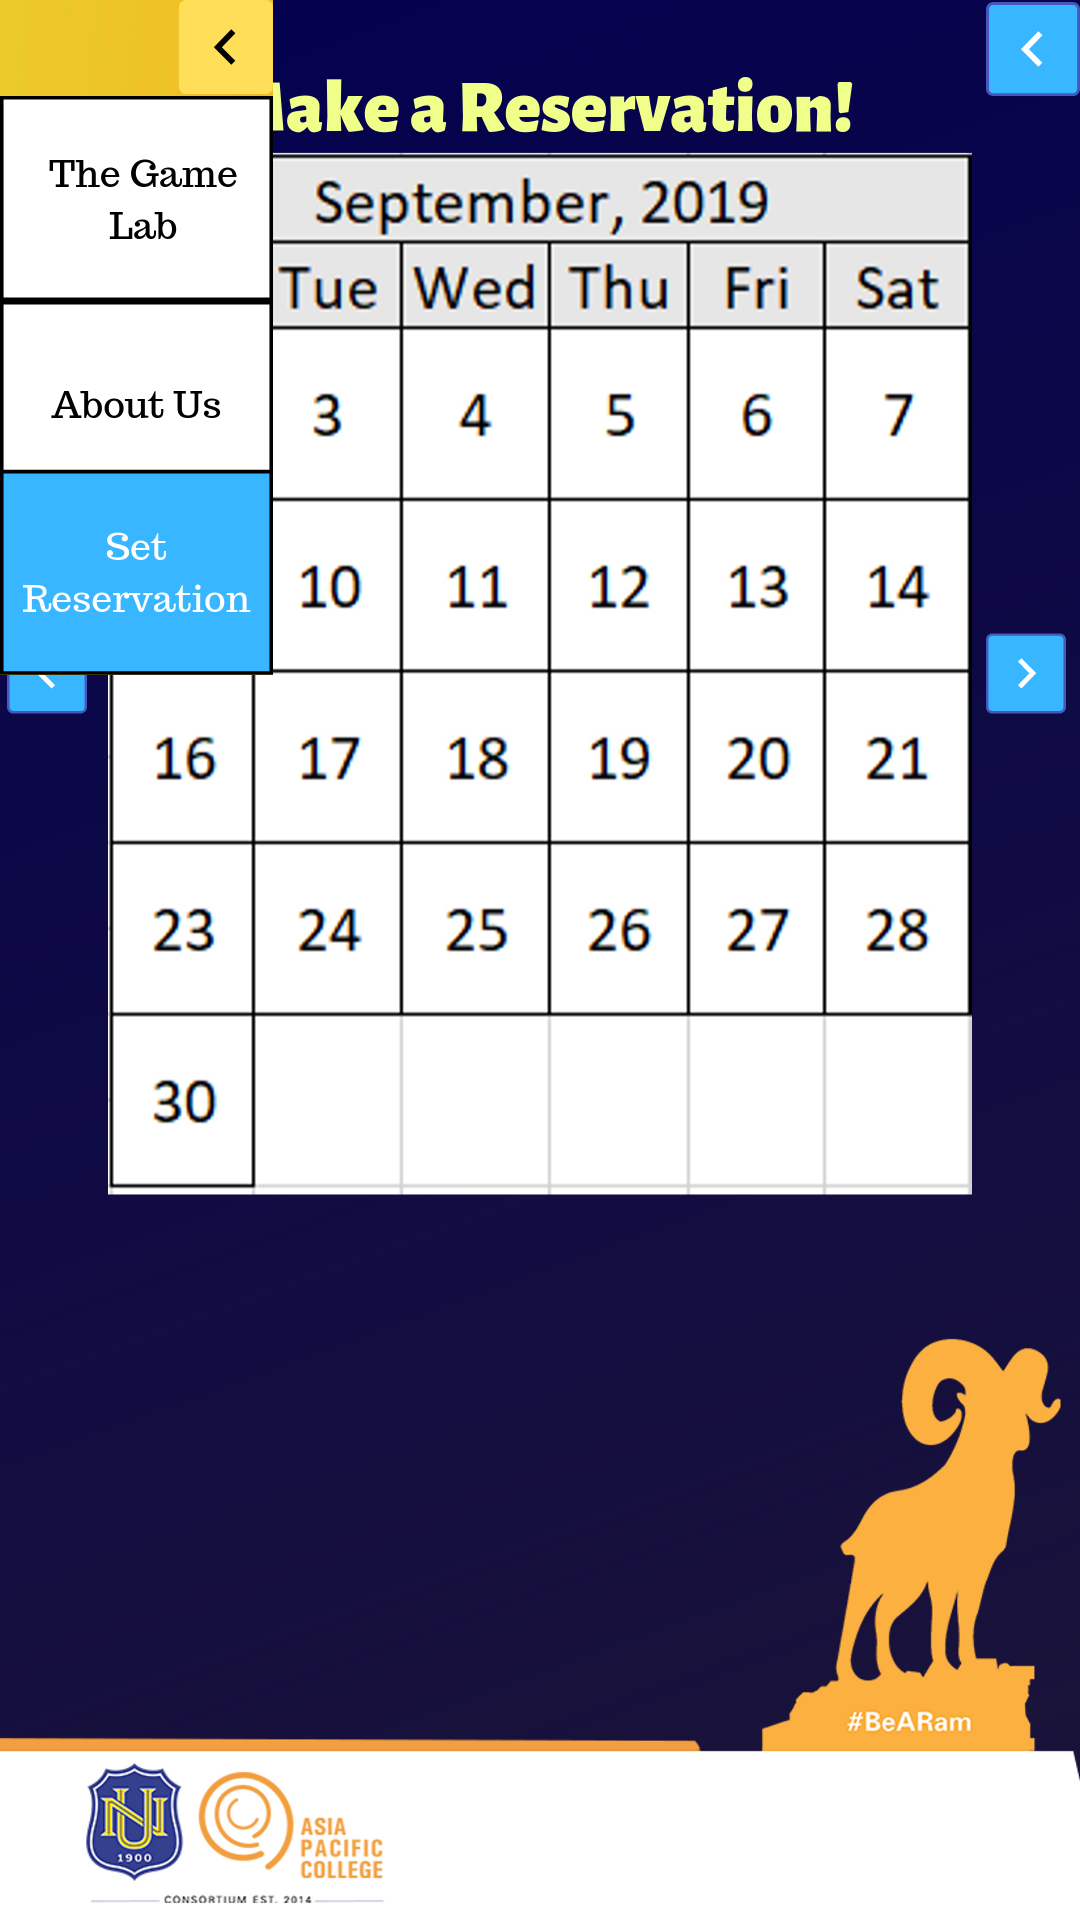 ake a Reservation!
The Game
Lab
About Us
Set
Reservation
September, 2019
Tue Wed Thu Fri Sat
3 4 5 6 7
10 11 12 13 14
16 17 18 19 20 21
23 24 25 26 27 28
30
#BeARam
NU
1900
ASIA
PACIFIC
COLLEGE
CONSORTIUM EST. 2014